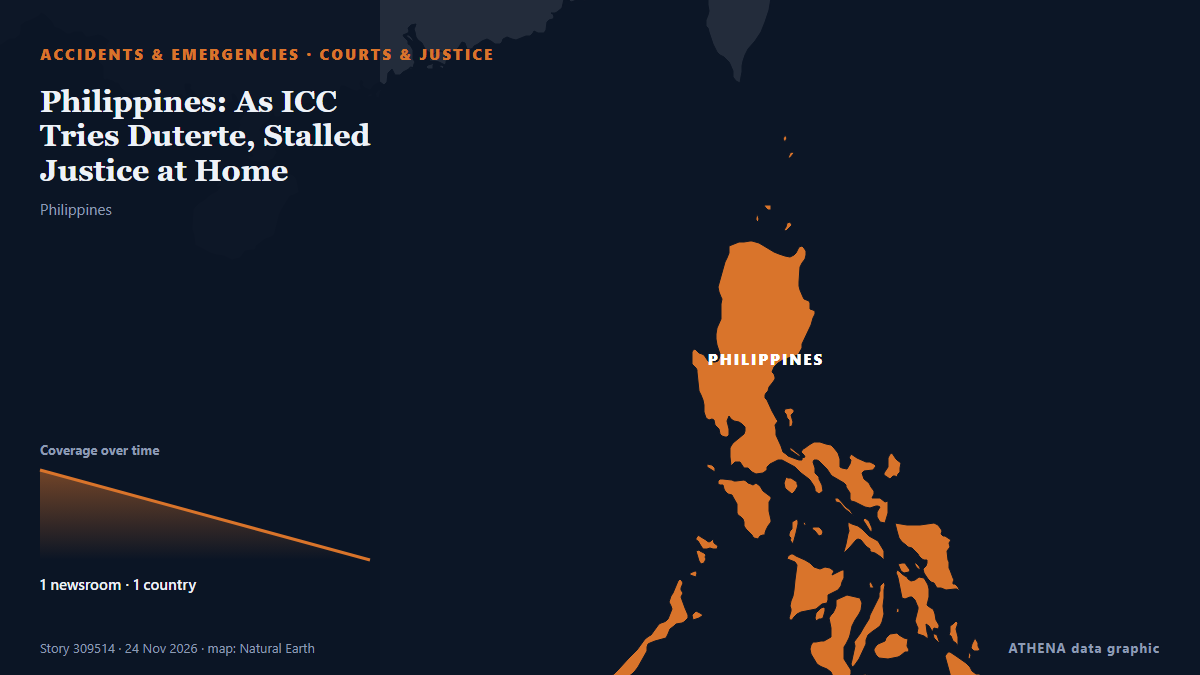 ACCIDENTS & EMERGENCIES · COURTS & JUSTICE
Philippines: As ICC
Tries Duterte, Stalled
Justice at Home
Philippines
PHILIPPINES
Coverage over time
1 newsroom · 1 country
Story 309514 · 24 Nov 2026 · map: Natural Earth
ATHENA data graphic